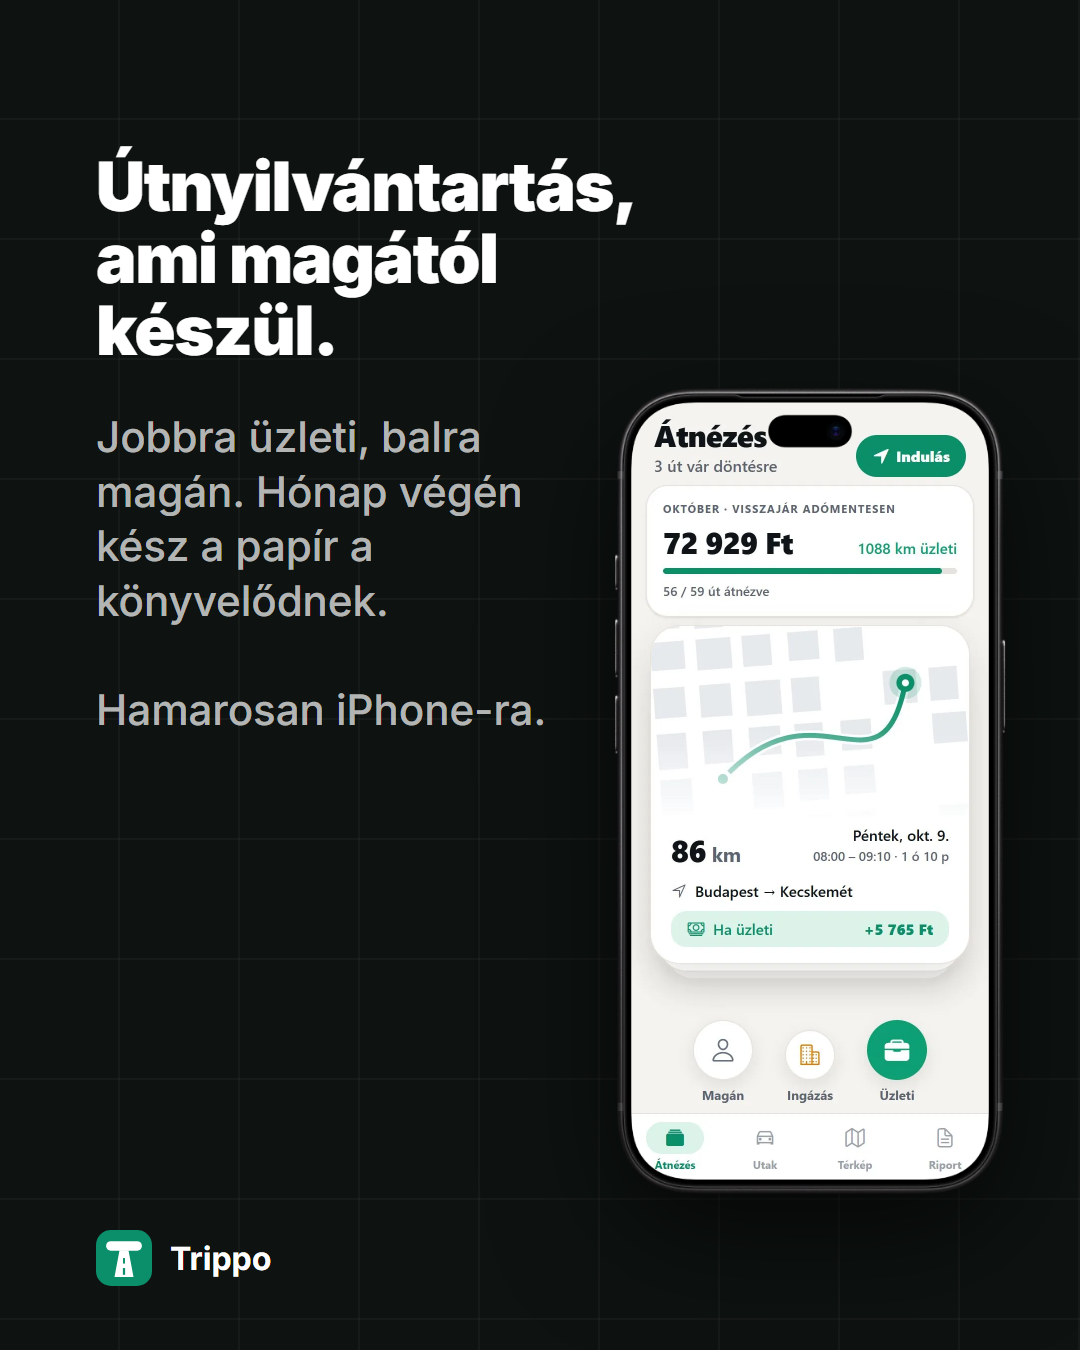 Útnyilvántartás,
ami magától
készül.
Jobbra üzleti, balra
magán. Hónap végén
kész a papír a
könyvelődnek.
Hamarosan iPhone-ra.
Átnézés
3 út vár döntésre
Indulás
OKTÓBER · VISSZAJÁR ADÓMENTESEN
72 929 Ft
1088 km üzleti
56 / 59 út átnézve
86 km
Péntek, okt. 9.
08:00 – 09:10 · 1 ó 10 p
Budapest → Kecskemét
Ha üzleti
+5 765 Ft
Magán
Ingázás
Üzleti
Átnézés
Utak
Térkép
Riport
Trippo